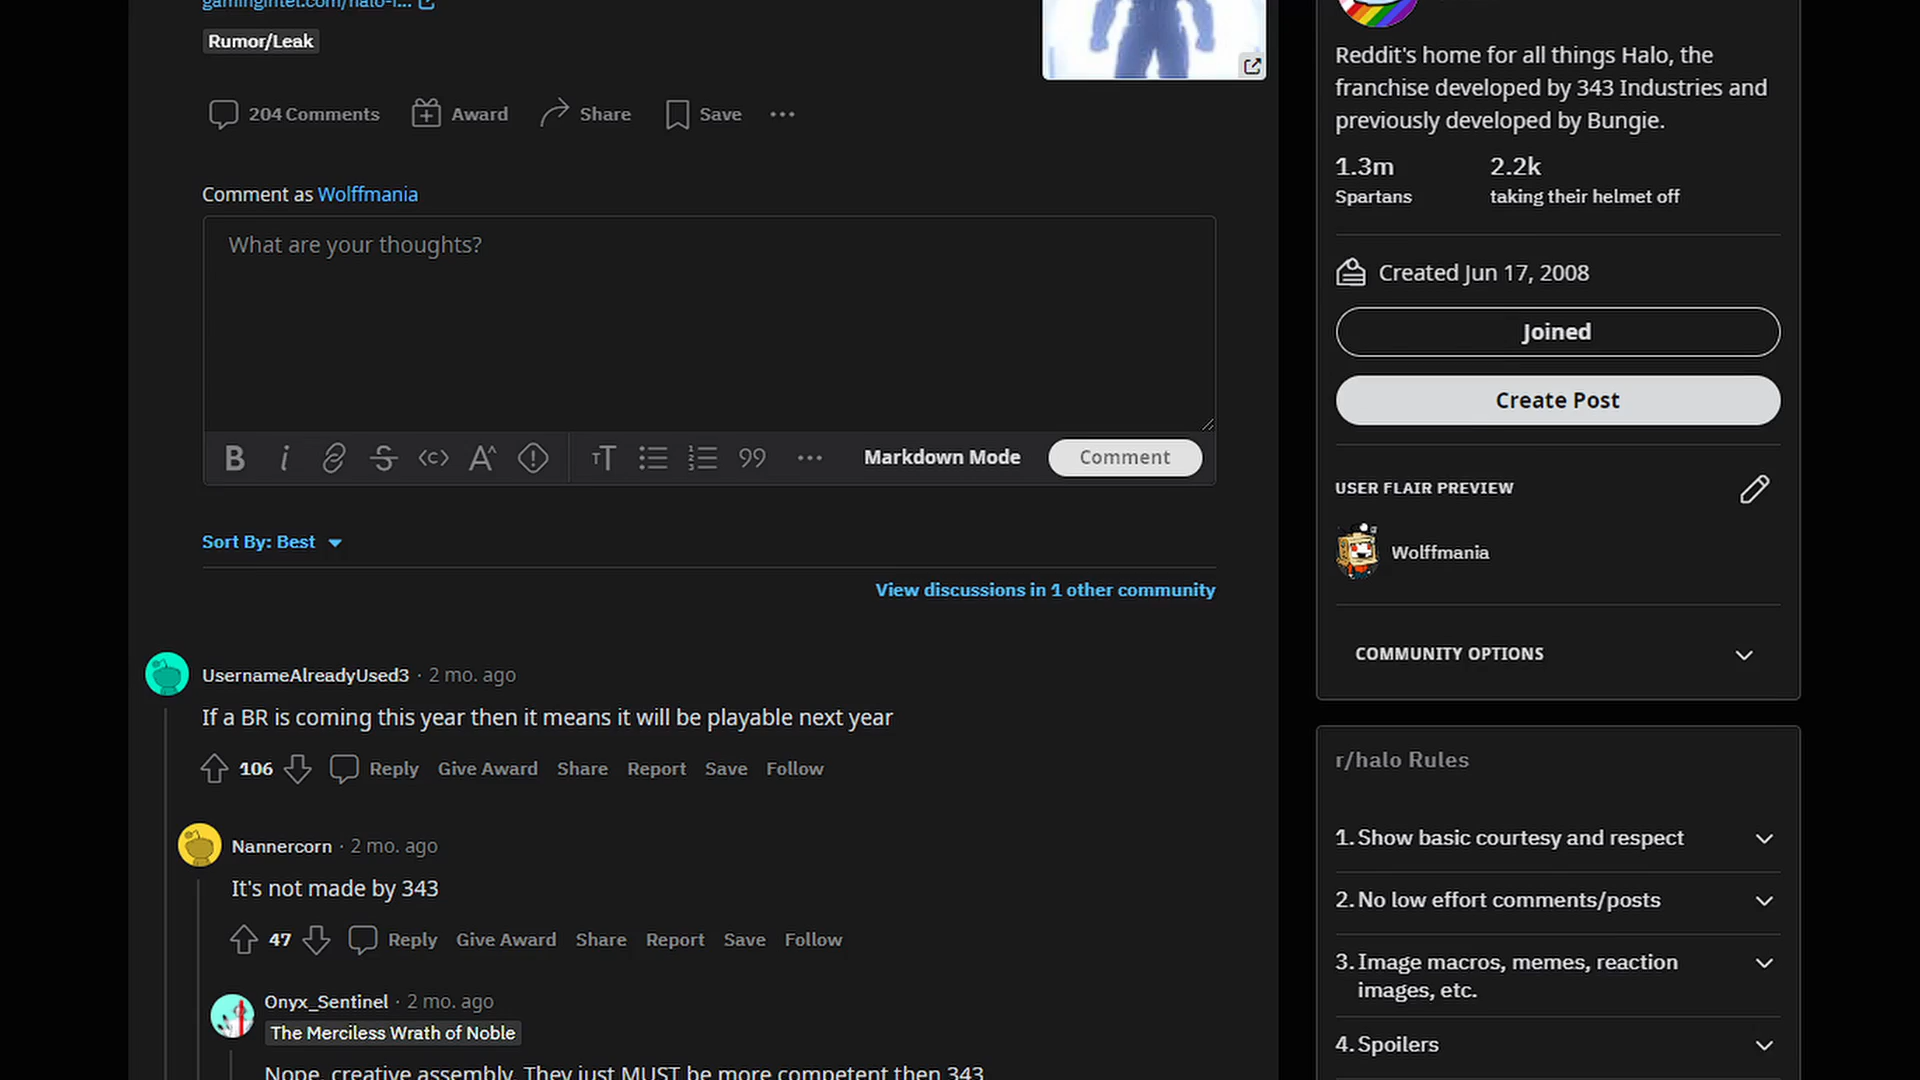 gamingintel.com/halo-i...
Rumor/Leak
204 Comments
Award
Share
Save
Comment as Wolffmania
What are your thoughts?
Markdown Mode
Comment
Sort By: Best
View discussions in 1 other community
UsernameAlreadyUsed3 · 2 mo. ago
If a BR is coming this year then it means it will be playable next year
106 Reply Give Award Share Report Save Follow
Nannercorn · 2 mo. ago
It's not made by 343
47 Reply Give Award Share Report Save Follow
Onyx_Sentinel · 2 mo. ago
The Merciless Wrath of Noble
Nope, creative assembly. They just MUST be more competent then 343
Reddit's home for all things Halo, the
franchise developed by 343 Industries and
previously developed by Bungie.
1.3m 2.2k
Spartans taking their helmet off
Created Jun 17, 2008
Joined
Create Post
USER FLAIR PREVIEW
Wolffmania
COMMUNITY OPTIONS
r/halo Rules
1. Show basic courtesy and respect
2. No low effort comments/posts
3. Image macros, memes, reaction
images, etc.
4. Spoilers